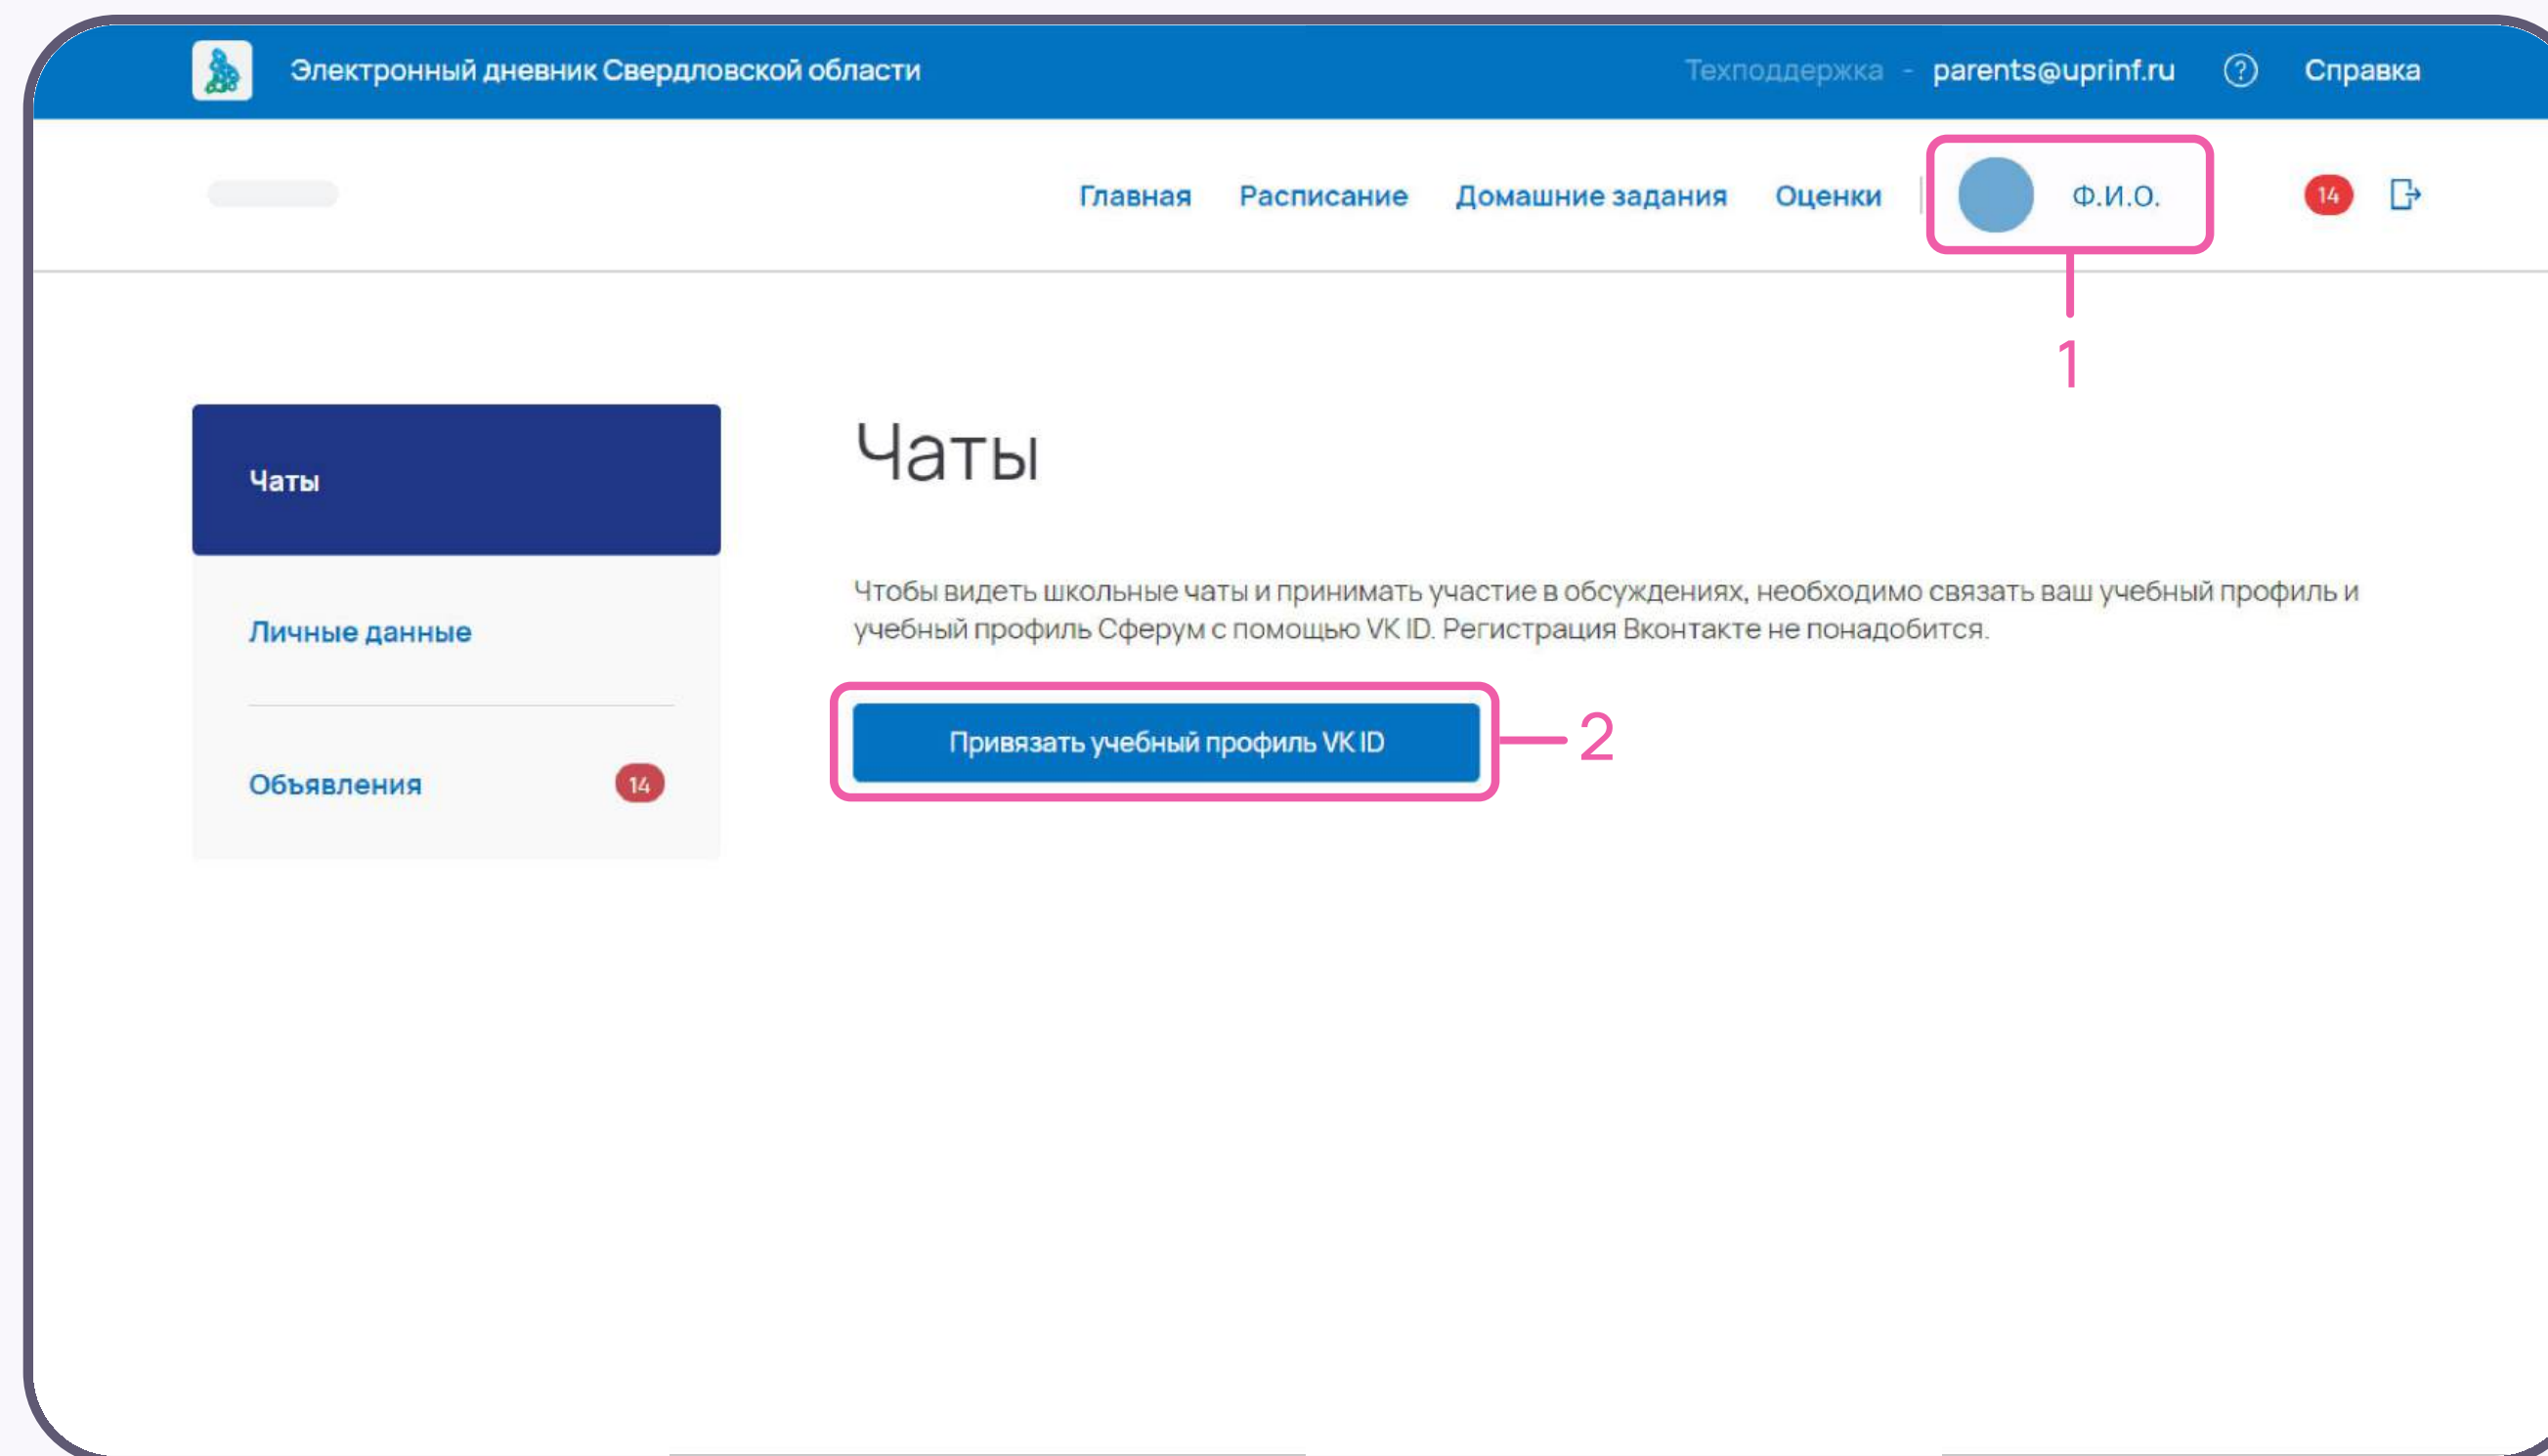 Электронный дневник Свердловской области
Техподдержка - parents@uprinf.ru ? Справка
Главная Расписание Домашние задания Оценки Ф.И.О. 14
1
Чаты
Личные данные
Объявления 14
Чаты
Чтобы видеть школьные чаты и принимать участие в обсуждениях, необходимо связать ваш учебный профиль и
учебный профиль Сферум с помощью VK ID. Регистрация Вконтакте не понадобится.
Привязать учебный профиль VK ID 2